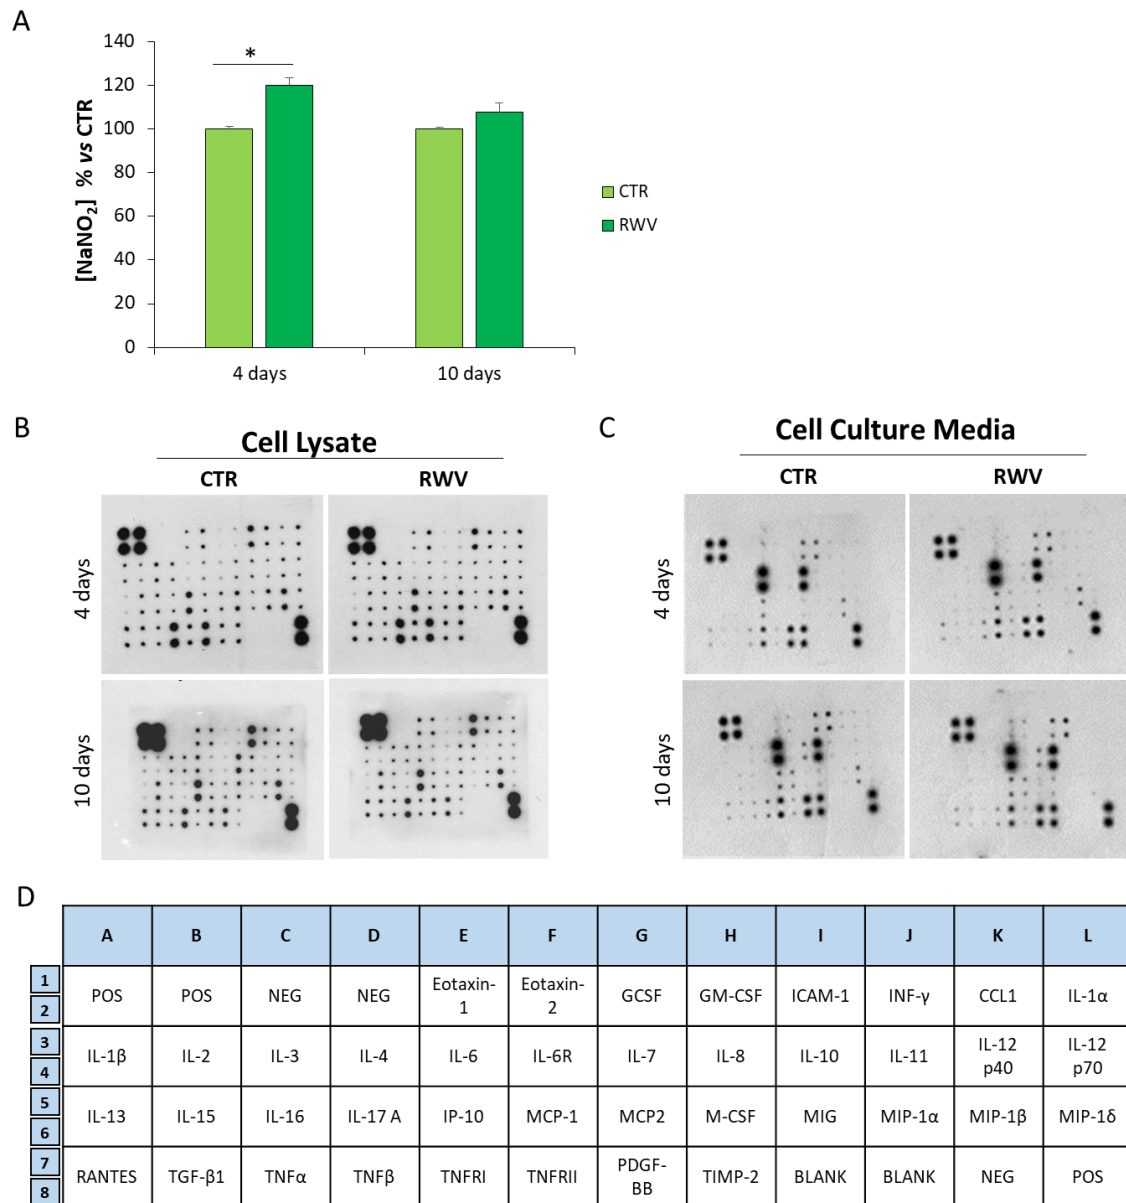 A
140
120
100
80
60
40
20
0
[NaNO2] % vs CTR
*
4 days
10 days
CTR
RWV
B
Cell Lysate
CTR
RWV
4 days
10 days
C
Cell Culture Media
CTR
RWV
4 days
10 days
D
A B C D E F G H I J K L
1
2
POS POS NEG NEG Eotaxin-1 Eotaxin-2 GCSF GM-CSF ICAM-1 INF-γ CCL1 IL-1α
3
4
IL-1β IL-2 IL-3 IL-4 IL-6 IL-6R IL-7 IL-8 IL-10 IL-11 IL-12 p40 IL-12 p70
5
6
IL-13 IL-15 IL-16 IL-17 A IP-10 MCP-1 MCP2 M-CSF MIG MIP-1α MIP-1β MIP-1δ
7
8
RANTES TGF-β1 TNFα TNFβ TNFRI TNFRII PDGF-BB TIMP-2 BLANK BLANK NEG POS